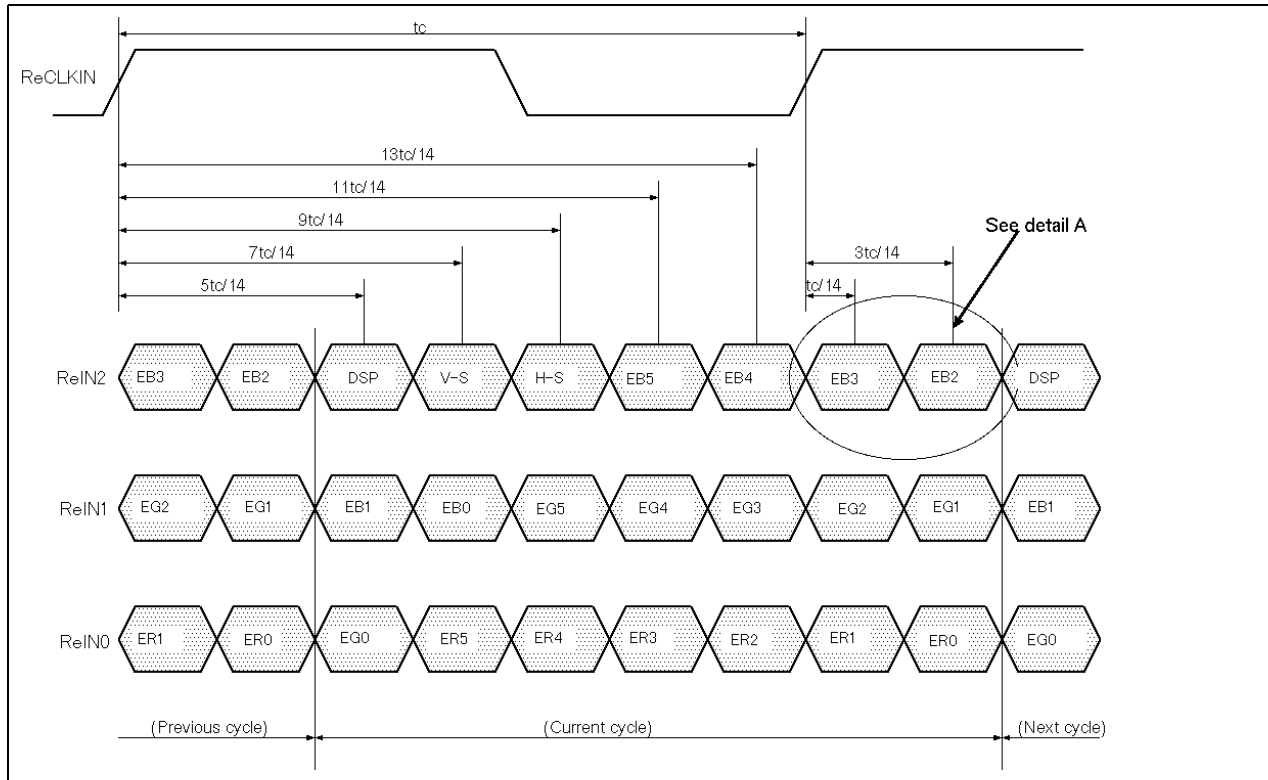 tc
ReCLKIN
13tc/14
11tc/14
9tc/14
See detail A
7tc/14
3tc/14
5tc/14
tc/14
ReIN2 EB3 EB2 DSP V-S H-S EB5 EB4 EB3 EB2 DSP
ReIN1 EG2 EG1 EB1 EB0 EG5 EG4 EG3 EG2 EG1 EB1
ReIN0 ER1 ER0 EG0 ER5 ER4 ER3 ER2 ER1 ER0 EG0
(Previous cycle) (Current cycle) (Next cycle)